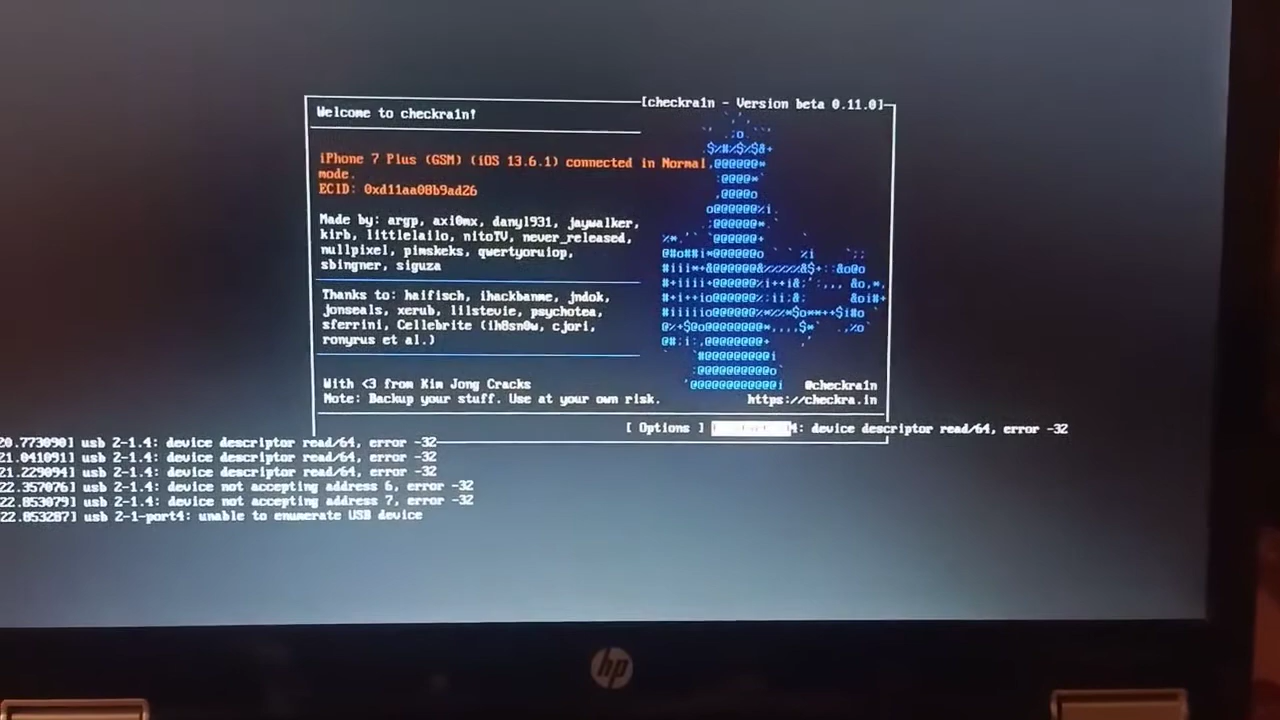 [checkra1n - Version beta 0.11.0]
Welcome to checkra1n!
iPhone 7 Plus (GSM) (iOS 13.6.1) connected in Normal
mode.
ECID: 0xd11aa08b9ad26
Made by: argp, axi0mx, danyl931, jaywalker,
kirb, littlelailo, nitoTV, never_released,
nullpixel, pimskeks, qwertyoruiop,
sbingner, siguza
Thanks to: haifisch, ihackbanme, jndok,
jonseals, xerub, lilstevie, psychotea,
sferrini, Cellebrite (ih8sn0w, cjori,
ronyrus et al.)
With <3 from Kim Jong Cracks
@checkra1n
Note: Backup your stuff. Use at your own risk.
https://checkra.in
[ Options ] 4: device descriptor read/64, error -32
20.773090] usb 2-1.4: device descriptor read/64, error -32
21.041091] usb 2-1.4: device descriptor read/64, error -32
21.229094] usb 2-1.4: device descriptor read/64, error -32
22.357076] usb 2-1.4: device not accepting address 6, error -32
22.853079] usb 2-1.4: device not accepting address 7, error -32
22.853287] usb 2-1-port4: unable to enumerate USB device
hp